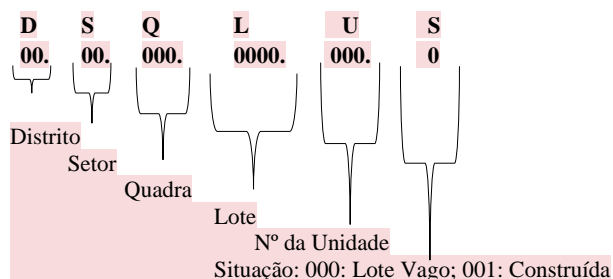 D S Q L U S
00. 00. 000. 0000. 000. 0
Distrito
Setor
Quadra
Lote
Nº da Unidade
Situação: 000: Lote Vago; 001: Construída